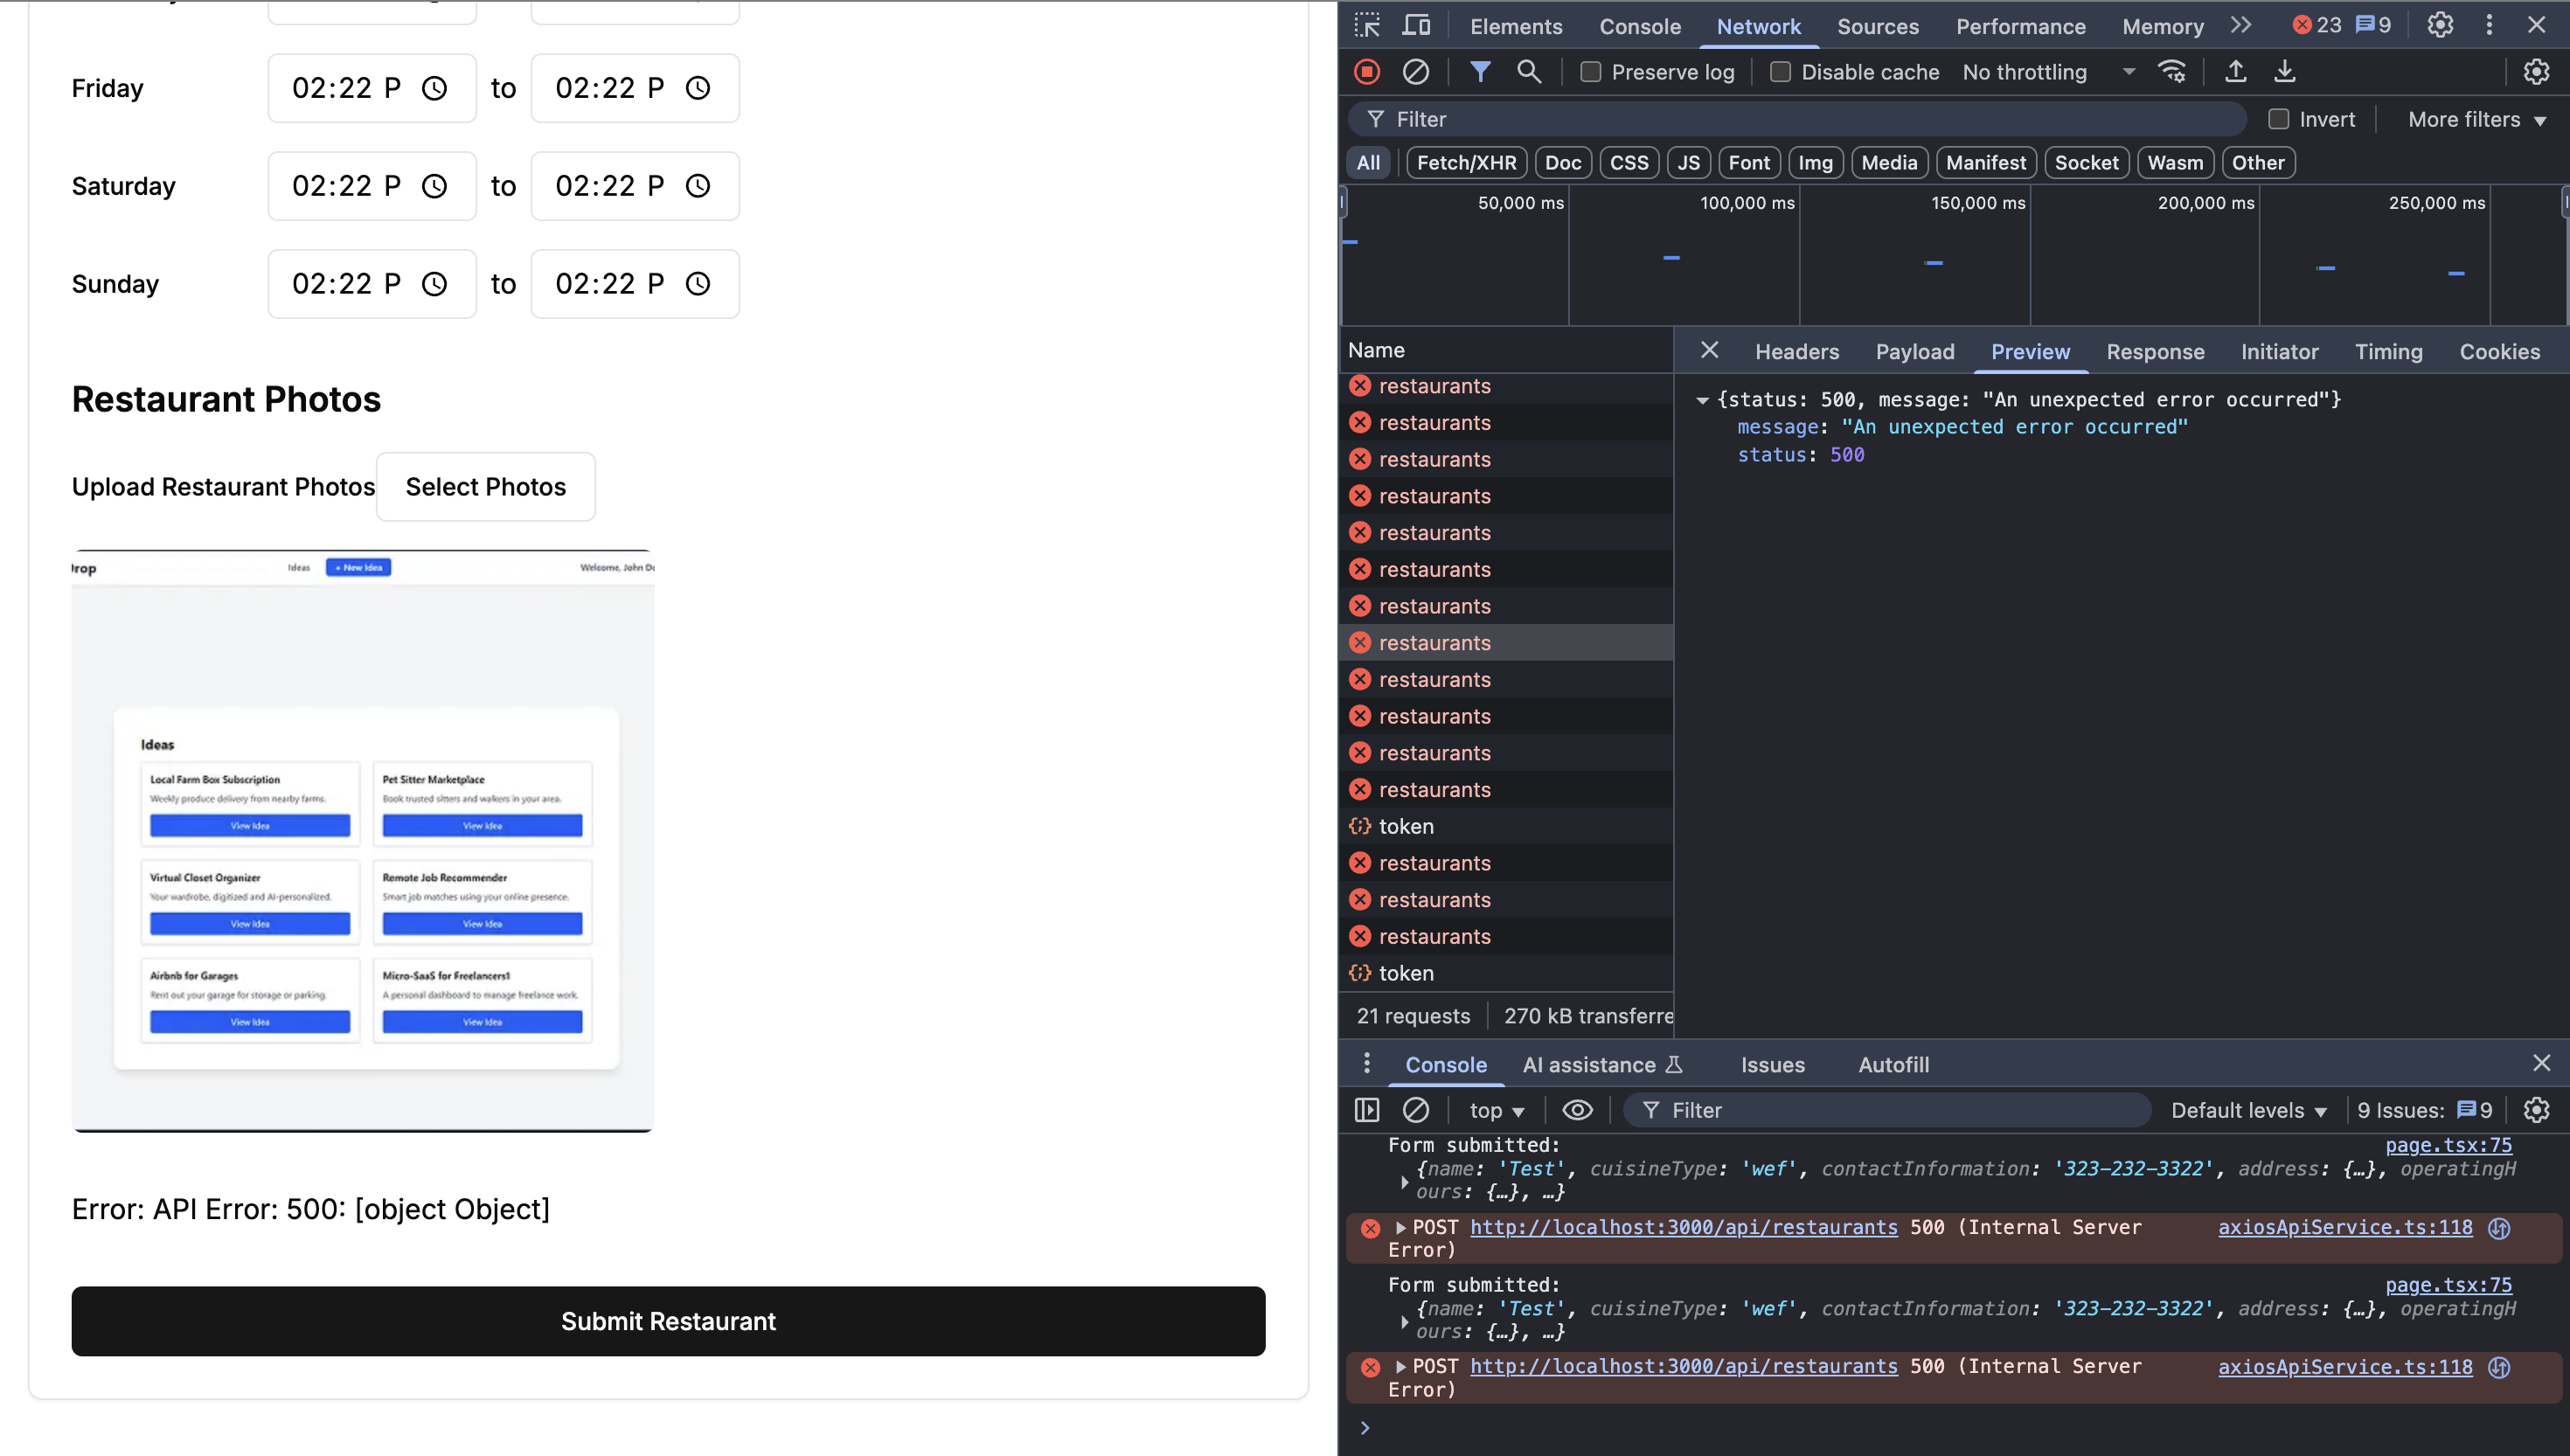 Friday 02:22 P to 02:22 P
Saturday 02:22 P to 02:22 P
Sunday 02:22 P to 02:22 P
Restaurant Photos
Upload Restaurant Photos Select Photos
rop Ideas + New Idea Welcome, John Do
Ideas
Local Farm Box Subscription
Weekly produce delivery from nearby farms.
View Idea
Pet Sitter Marketplace
Book trusted sitters and walkers in your area.
View Idea
Virtual Closet Organizer
Your wardrobe, digitized and AI-personalized.
View Idea
Remote Job Recommender
Smart job matches using your online presence.
View Idea
Airbnb for Garages
Rent out your garage for storage or parking.
View Idea
Micro-SaaS for Freelancers1
A personal dashboard to manage freelance work.
View Idea
Error: API Error: 500: [object Object]
Submit Restaurant
Elements Console Network Sources Performance Memory 23 9
Preserve log Disable cache No throttling
Filter Invert More filters
All Fetch/XHR Doc CSS JS Font Img Media Manifest Socket Wasm Other
50,000 ms 100,000 ms 150,000 ms 200,000 ms 250,000 ms
Name
restaurants
restaurants
restaurants
restaurants
restaurants
restaurants
restaurants
restaurants
restaurants
restaurants
restaurants
restaurants
token
restaurants
restaurants
restaurants
token
21 requests 270 kB transferre
Headers Payload Preview Response Initiator Timing Cookies
{status: 500, message: "An unexpected error occurred"}
message: "An unexpected error occurred"
status: 500
Console AI assistance Issues Autofill
top Filter Default levels 9 Issues: 9
Form submitted: page.tsx:75
{name: 'Test', cuisineType: 'wef', contactInformation: '323-232-3322', address: {…}, operatingH
ours: {…}, …}
POST http://localhost:3000/api/restaurants 500 (Internal Server axiosApiService.ts:118
Error)
Form submitted: page.tsx:75
{name: 'Test', cuisineType: 'wef', contactInformation: '323-232-3322', address: {…}, operatingH
ours: {…}, …}
POST http://localhost:3000/api/restaurants 500 (Internal Server axiosApiService.ts:118
Error)